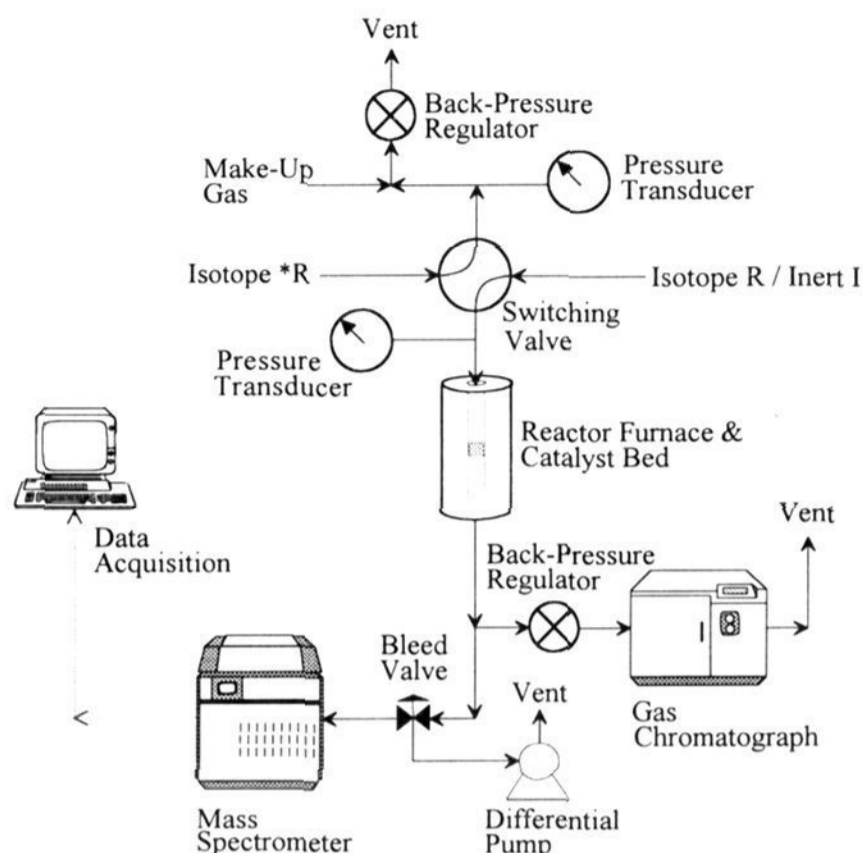 Vent
Back-Pressure
Regulator
Make-Up
Gas
Pressure
Transducer
Isotope *R
Isotope R / Inert I
Switching
Valve
Pressure
Transducer
Reactor Furnace &
Catalyst Bed
Data
Acquisition
Vent
Back-Pressure
Regulator
Bleed
Valve
Vent
Gas
Chromatograph
Mass
Spectrometer
Differential
Pump